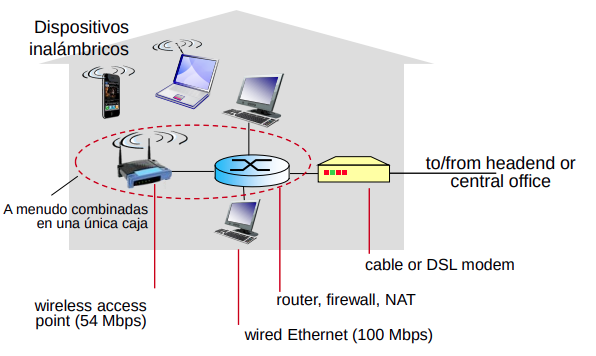 Dispositivos
inalámbricos
to/from headend or
central office
A menudo combinadas
en una única caja
cable or DSL modem
wireless access
point (54 Mbps)
router, firewall, NAT
wired Ethernet (100 Mbps)